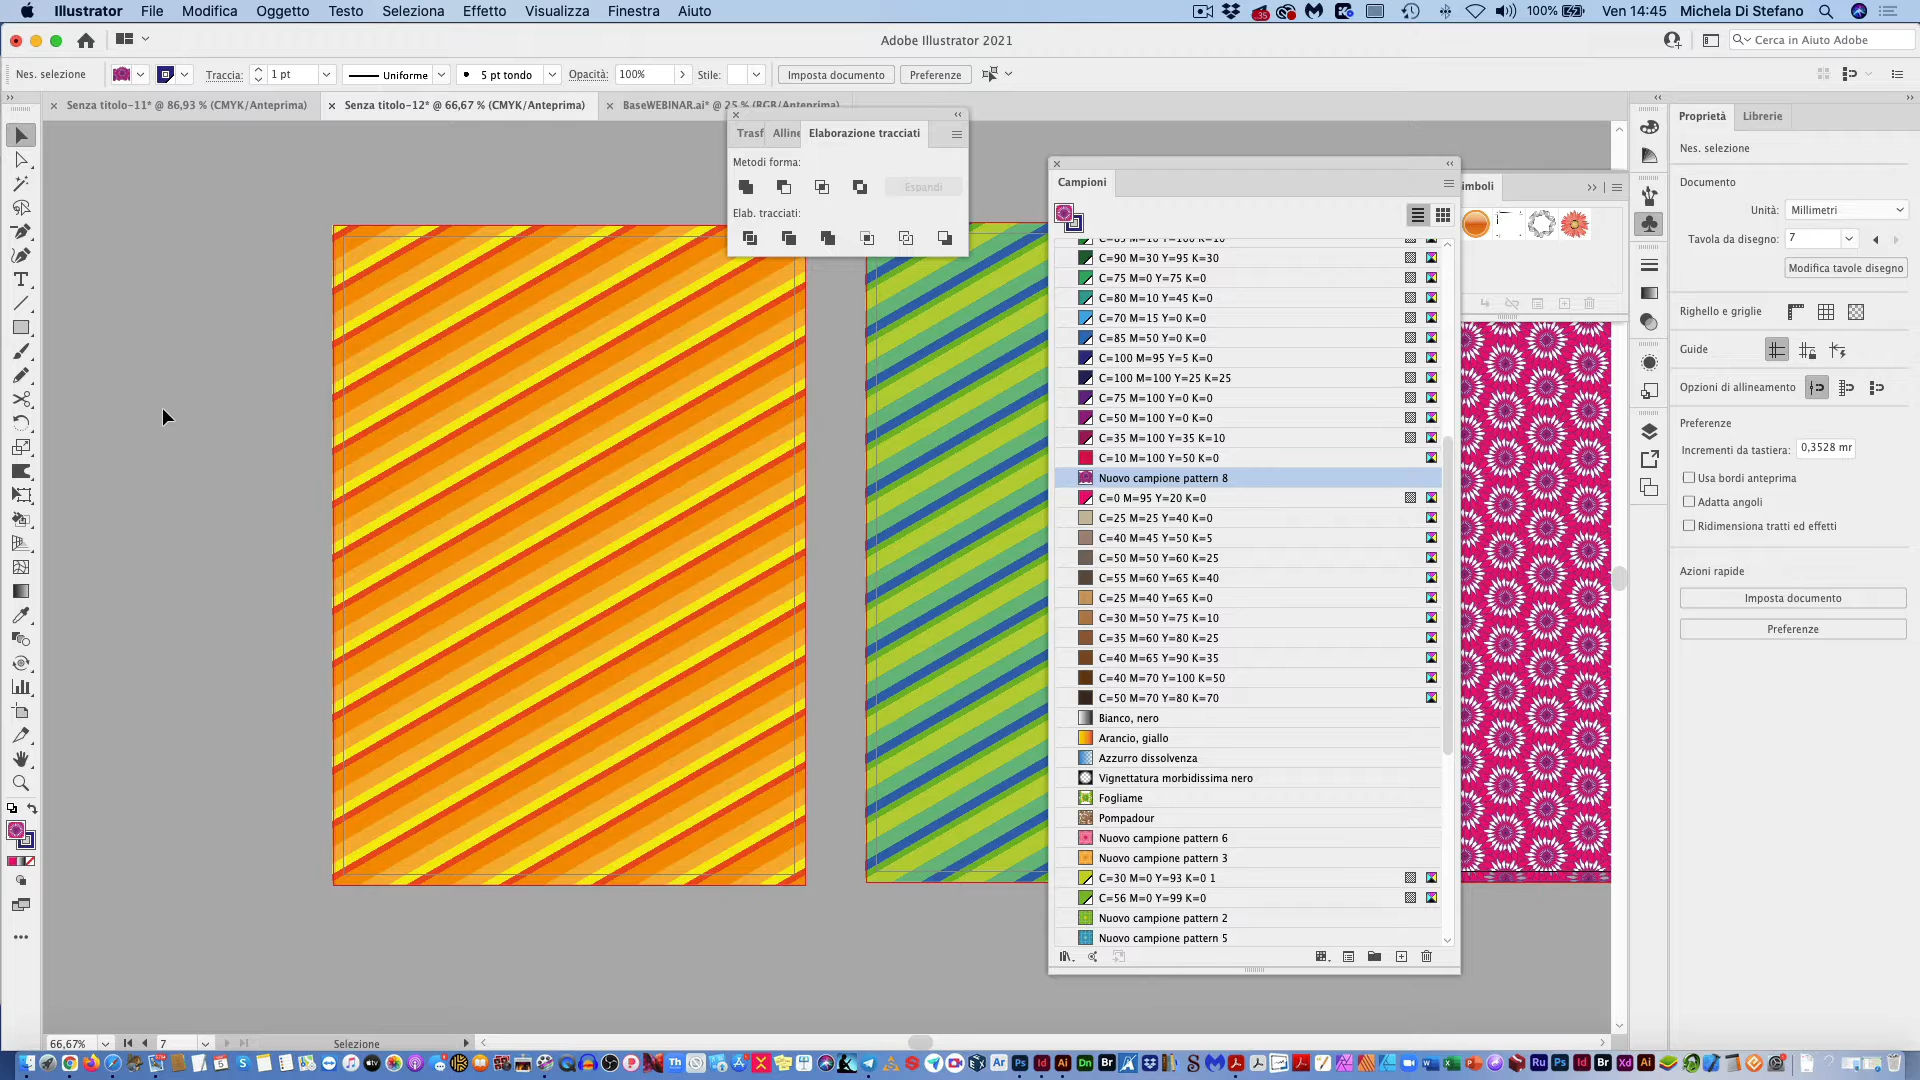 Illustrator File Modifica Oggetto Testo Seleziona Effetto Visualizza Finestra Aiuto 35 100% Ven 14:45 Michela Di Stefano
Adobe Illustrator 2021 Cerca in Aiuto Adobe
Nes. selezione Traccia: 1 pt Uniforme 5 pt tondo Opacità: 100% Stile: Imposta documento Preferenze
Senza titolo-11* @ 86,93 % (CMYK/Anteprima) Senza titolo-12* @ 66,67 % (CMYK/Anteprima) BaseWEBINAR.ai* @ 25 % (RGB/Anteprima)
Trasf Alline Elaborazione tracciati
Metodi forma:
Espandi
Elab. tracciati:
Campioni
imboli
C=85 M=10 Y=100 K=10
C=90 M=30 Y=95 K=30
C=75 M=0 Y=75 K=0
C=80 M=10 Y=45 K=0
C=70 M=15 Y=0 K=0
C=85 M=50 Y=0 K=0
C=100 M=95 Y=5 K=0
C=100 M=100 Y=25 K=25
C=75 M=100 Y=0 K=0
C=50 M=100 Y=0 K=0
C=35 M=100 Y=35 K=10
C=10 M=100 Y=50 K=0
Nuovo campione pattern 8
C=0 M=95 Y=20 K=0
C=25 M=25 Y=40 K=0
C=40 M=45 Y=50 K=5
C=50 M=50 Y=60 K=25
C=55 M=60 Y=65 K=40
C=25 M=40 Y=65 K=0
C=30 M=50 Y=75 K=10
C=35 M=60 Y=80 K=25
C=40 M=65 Y=90 K=35
C=40 M=70 Y=100 K=50
C=50 M=70 Y=80 K=70
Bianco, nero
Arancio, giallo
Azzurro dissolvenza
Vignettatura morbidissima nero
Fogliame
Pompadour
Nuovo campione pattern 6
Nuovo campione pattern 3
C=30 M=0 Y=93 K=0 1
C=56 M=0 Y=99 K=0
Nuovo campione pattern 2
Nuovo campione pattern 5
Proprietà Librerie
Nes. selezione
Documento
Unità: Millimetri
Tavola da disegno: 7
Modifica tavole disegno
Righello e griglie
Guide
Opzioni di allineamento
Preferenze
Incrementi da tastiera: 0,3528 mr
Usa bordi anteprima
Adatta angoli
Ridimensiona tratti ed effetti
Azioni rapide
Imposta documento
Preferenze
66,67% 7 Selezione